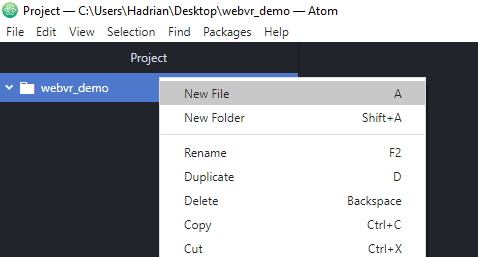 Project — C:\Users\Hadrian\Desktop\webvr_demo — Atom
File Edit View Selection Find Packages Help
Project
webvr_demo
New File A
New Folder Shift+A
Rename F2
Duplicate D
Delete Backspace
Copy Ctrl+C
Cut Ctrl+X